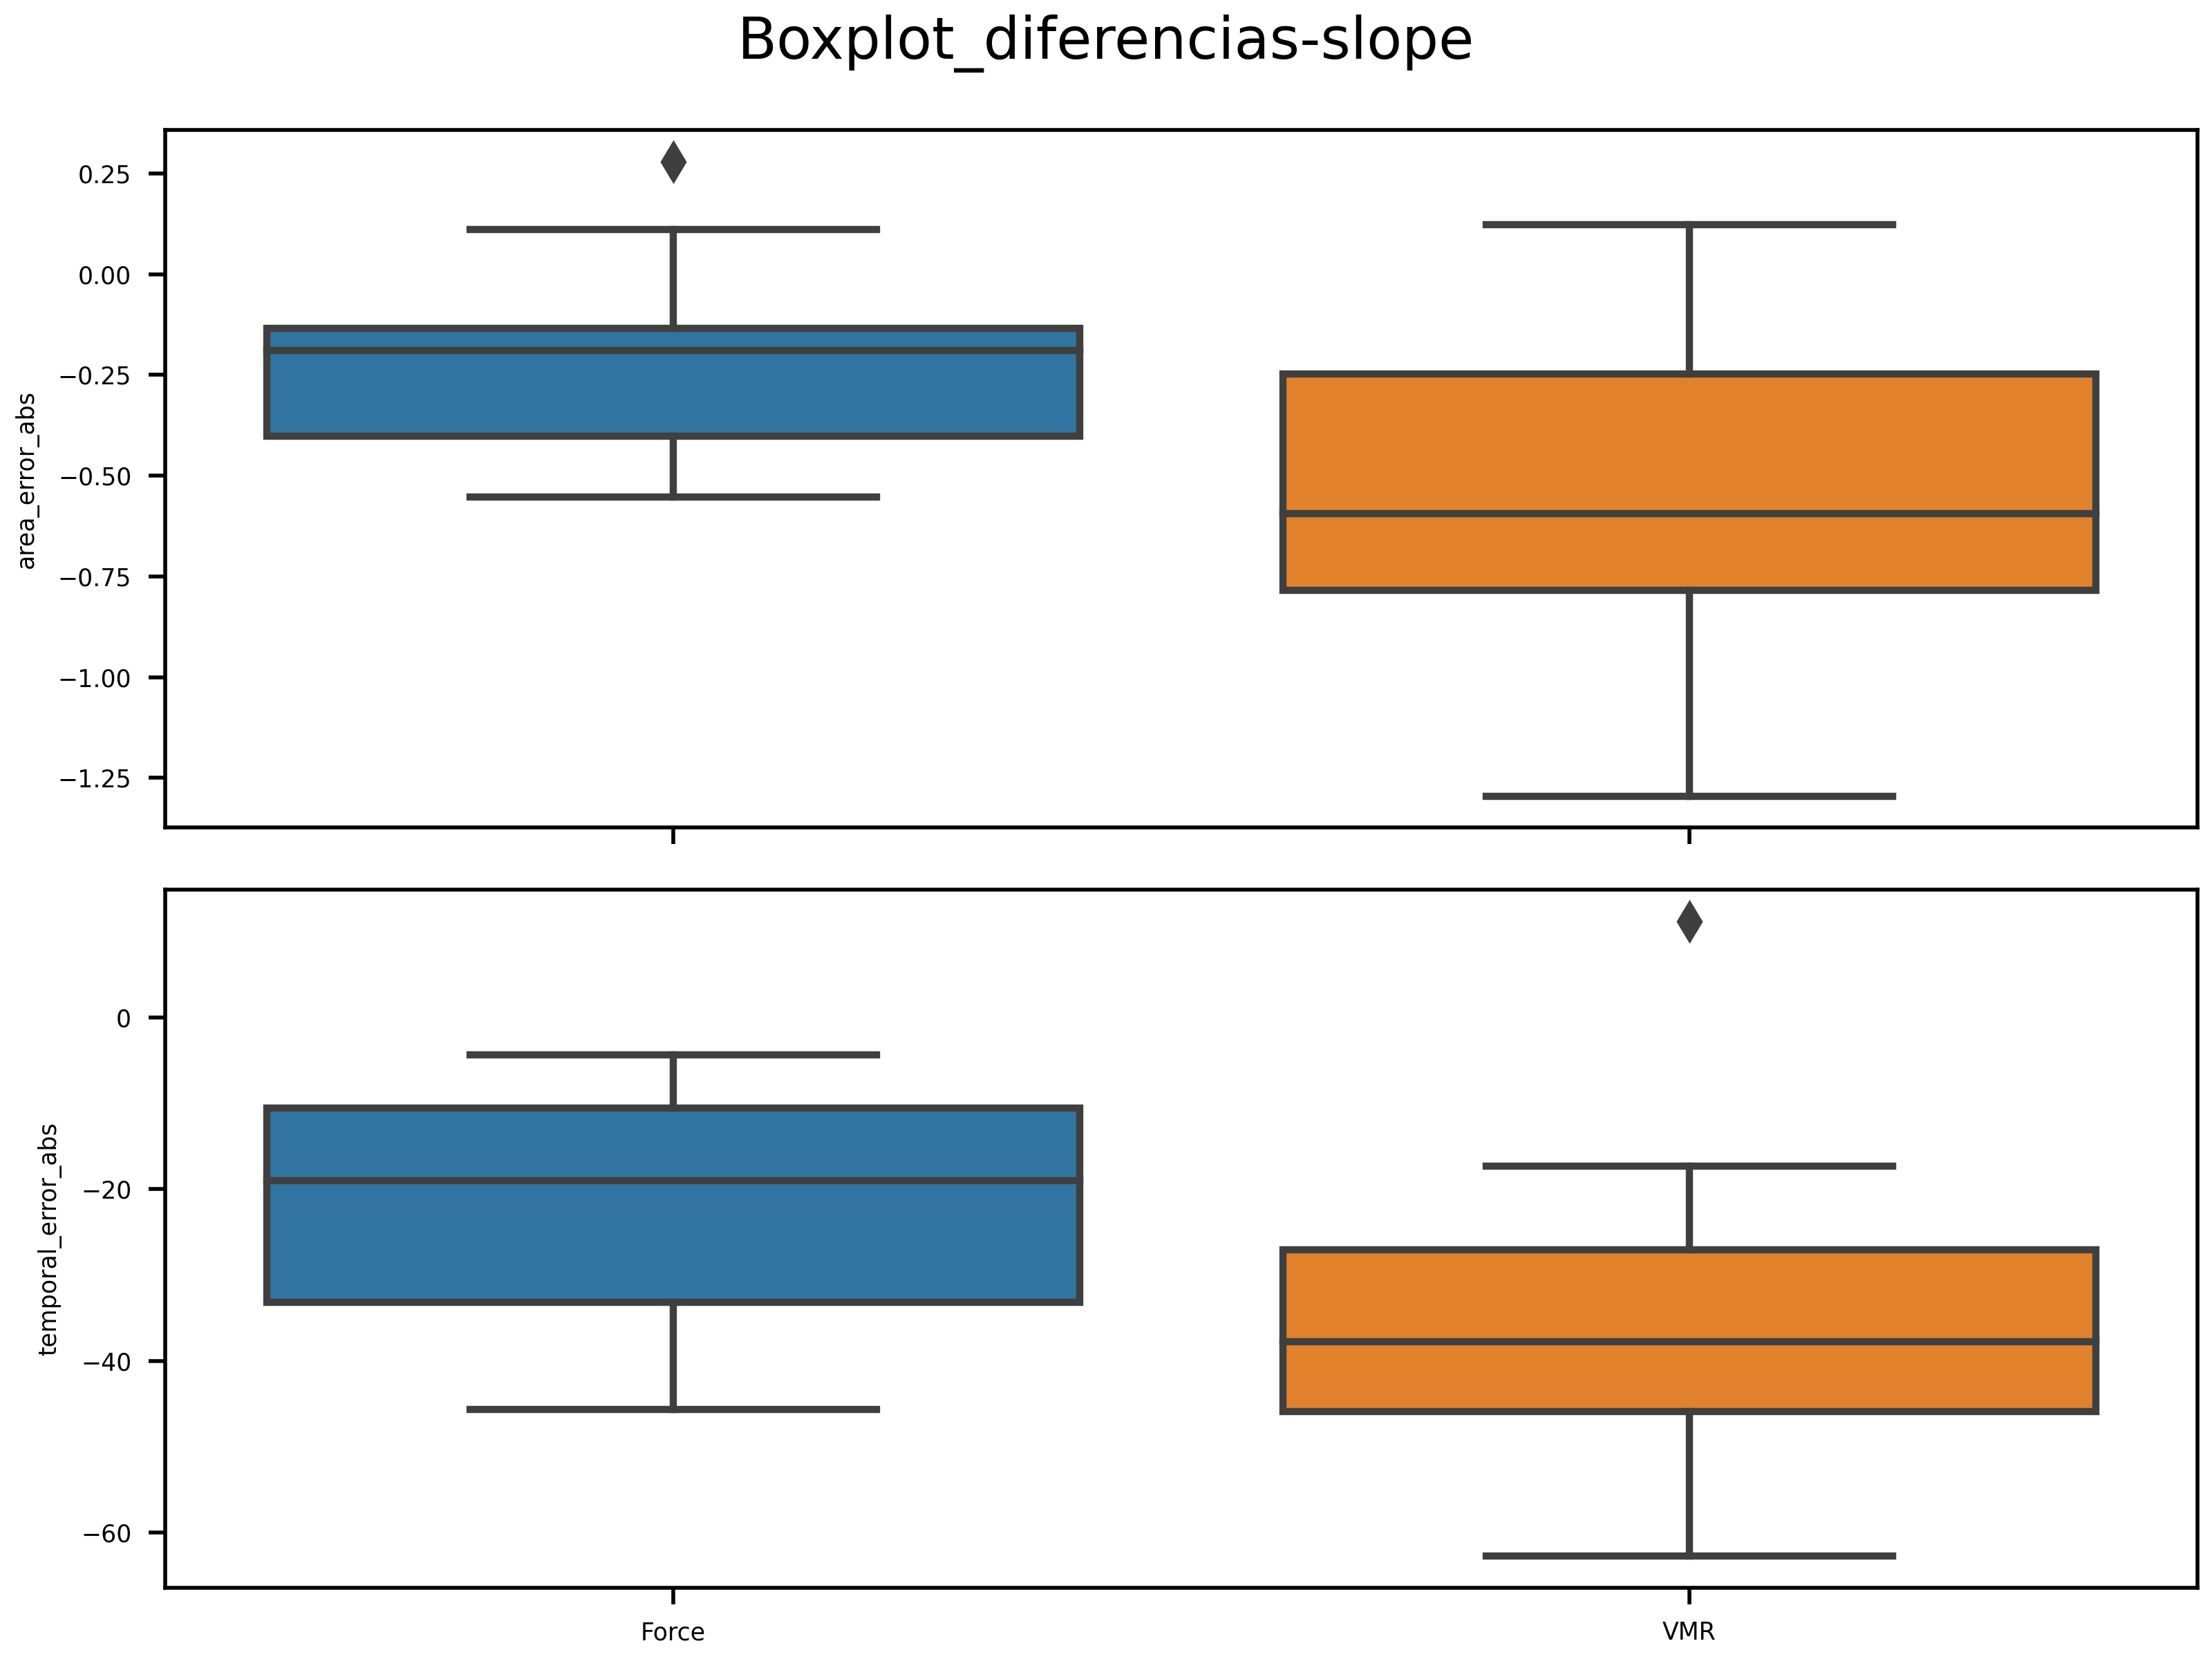 Boxplot_diferencias-slope
area_error_abs
0.25
0.00
−0.25
−0.50
−0.75
−1.00
−1.25
temporal_error_abs
0
−20
−40
−60
Force
VMR